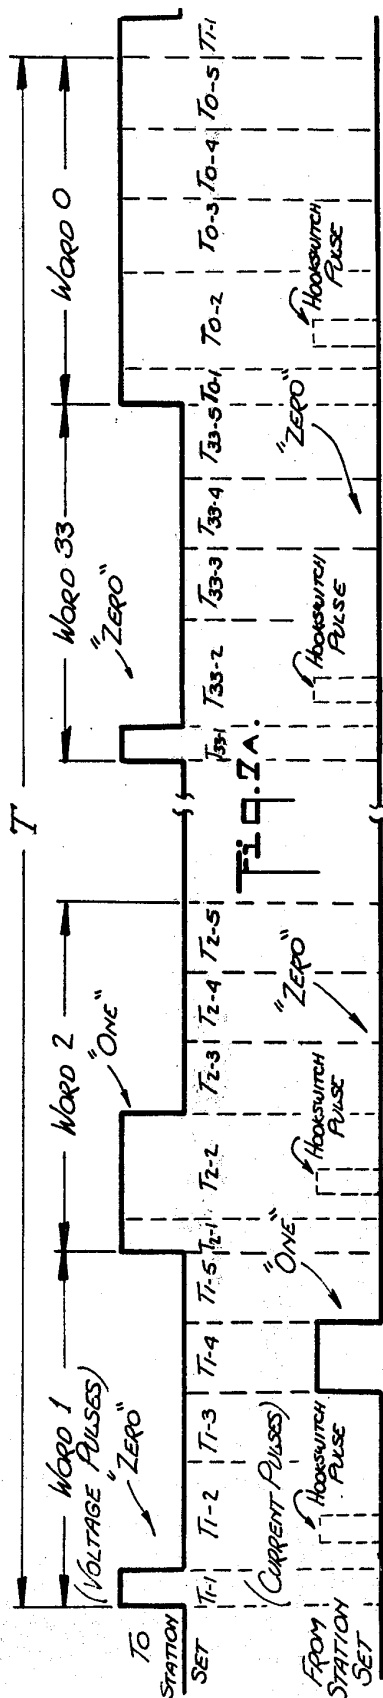 T
WORD 1
WORD 2
WORD 33
WORD 0
(VOLTAGE PULSES)
"ZERO"
"ONE"
"ZERO"
TO
STATION
SET
T1-1
T1-2
T1-3
T1-4
T1-5
T2-1
T2-2
T2-3
T2-4
T2-5
T33-1
T33-2
T33-3
T33-4
T33-5
T0-1
T0-2
T0-3
T0-4
T0-5
T1-1
Fig. 7A.
(CURRENT PULSES)
FROM
STATION
SET
HOOKSWITCH
PULSE
"ONE"
HOOKSWITCH
PULSE
"ZERO"
HOOKSWITCH
PULSE
"ZERO"
HOOKSWITCH
PULSE